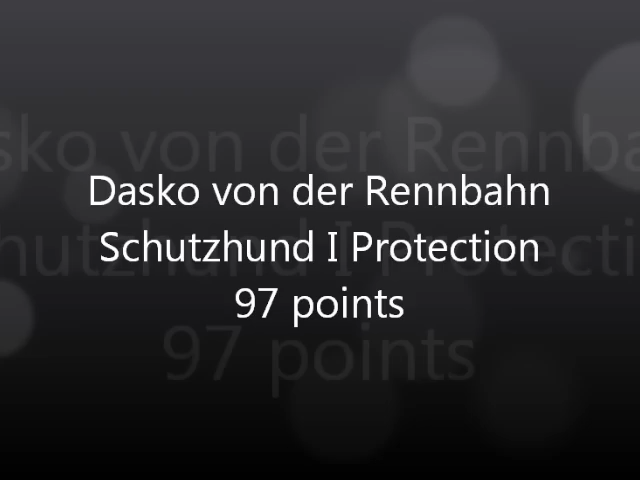 Dasko von der Rennbahn
Schutzhund I Protection
97 points